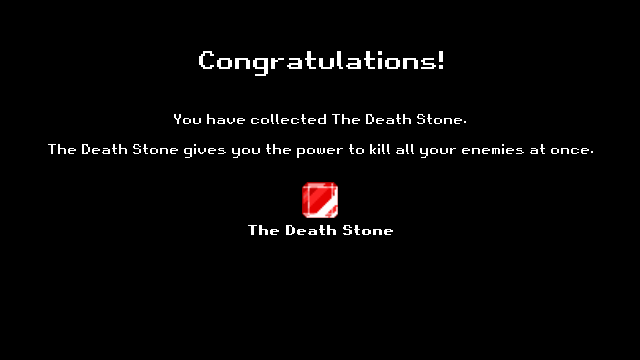 Congratulations!
You have collected The Death Stone.
The Death Stone gives you the power to kill all your enemies at once.
The Death Stone